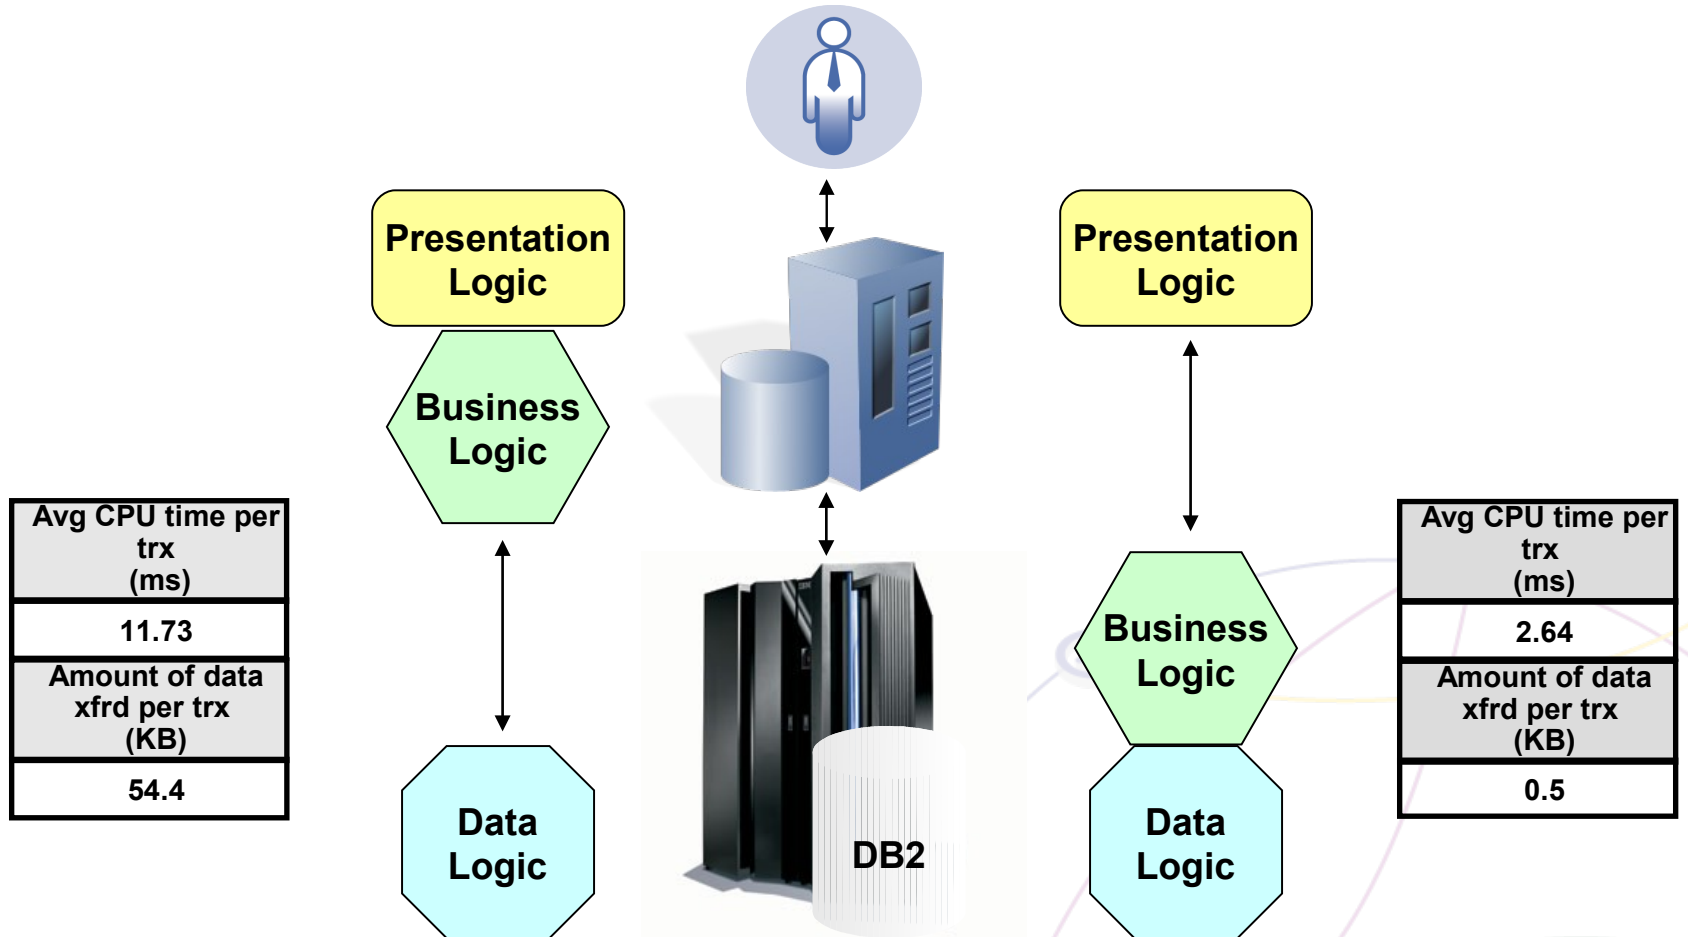 Presentation
Logic
Business
Logic
Avg CPU time per
trx
(ms)
11.73
Amount of data
xfrd per trx
(KB)
54.4
Data
Logic
DB2
Presentation
Logic
Business
Logic
Data
Logic
Avg CPU time per
trx
(ms)
2.64
Amount of data
xfrd per trx
(KB)
0.5